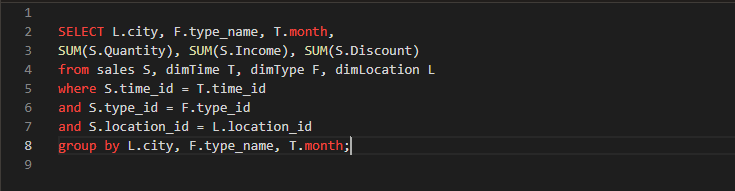 1
2 SELECT L.city, F.type_name, T.month,
3 SUM(S.Quantity), SUM(S.Income), SUM(S.Discount)
4 from sales S, dimTime T, dimType F, dimLocation L
5 where S.time_id = T.time_id
6 and S.type_id = F.type_id
7 and S.location_id = L.location_id
8 group by L.city, F.type_name, T.month;
9